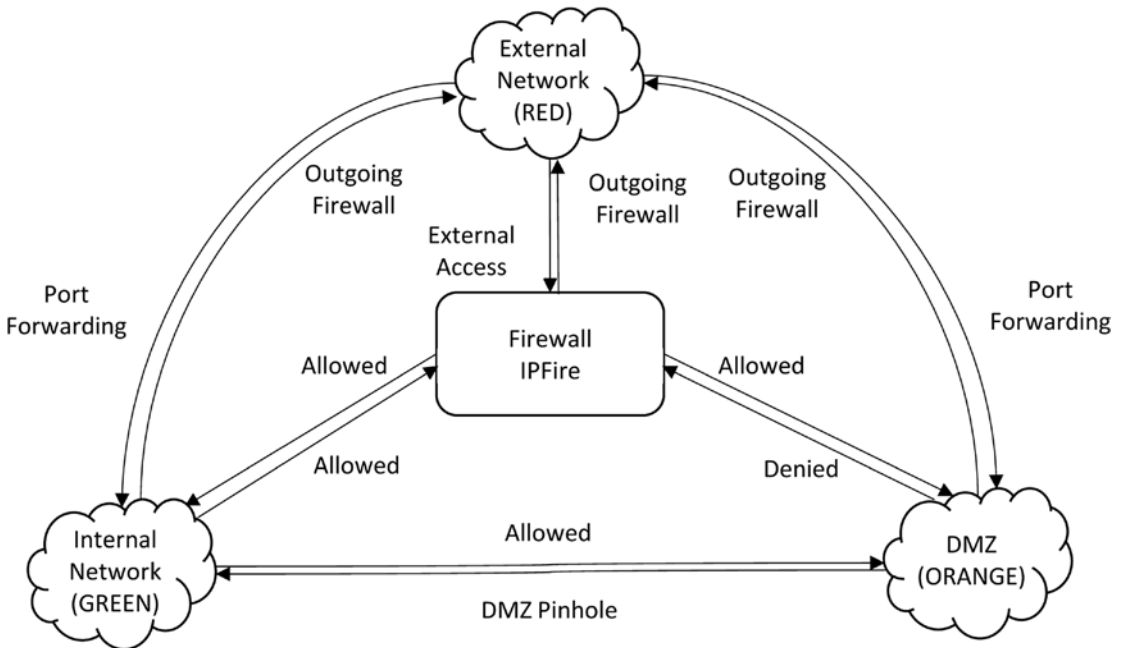 External
Network
(RED)
Outgoing
Firewall
Outgoing
Firewall
Outgoing
Firewall
External
Access
Port
Forwarding
Port
Forwarding
Firewall
IPFire
Allowed
Allowed
Allowed
Denied
Internal
Network
(GREEN)
Allowed
DMZ Pinhole
DMZ
(ORANGE)